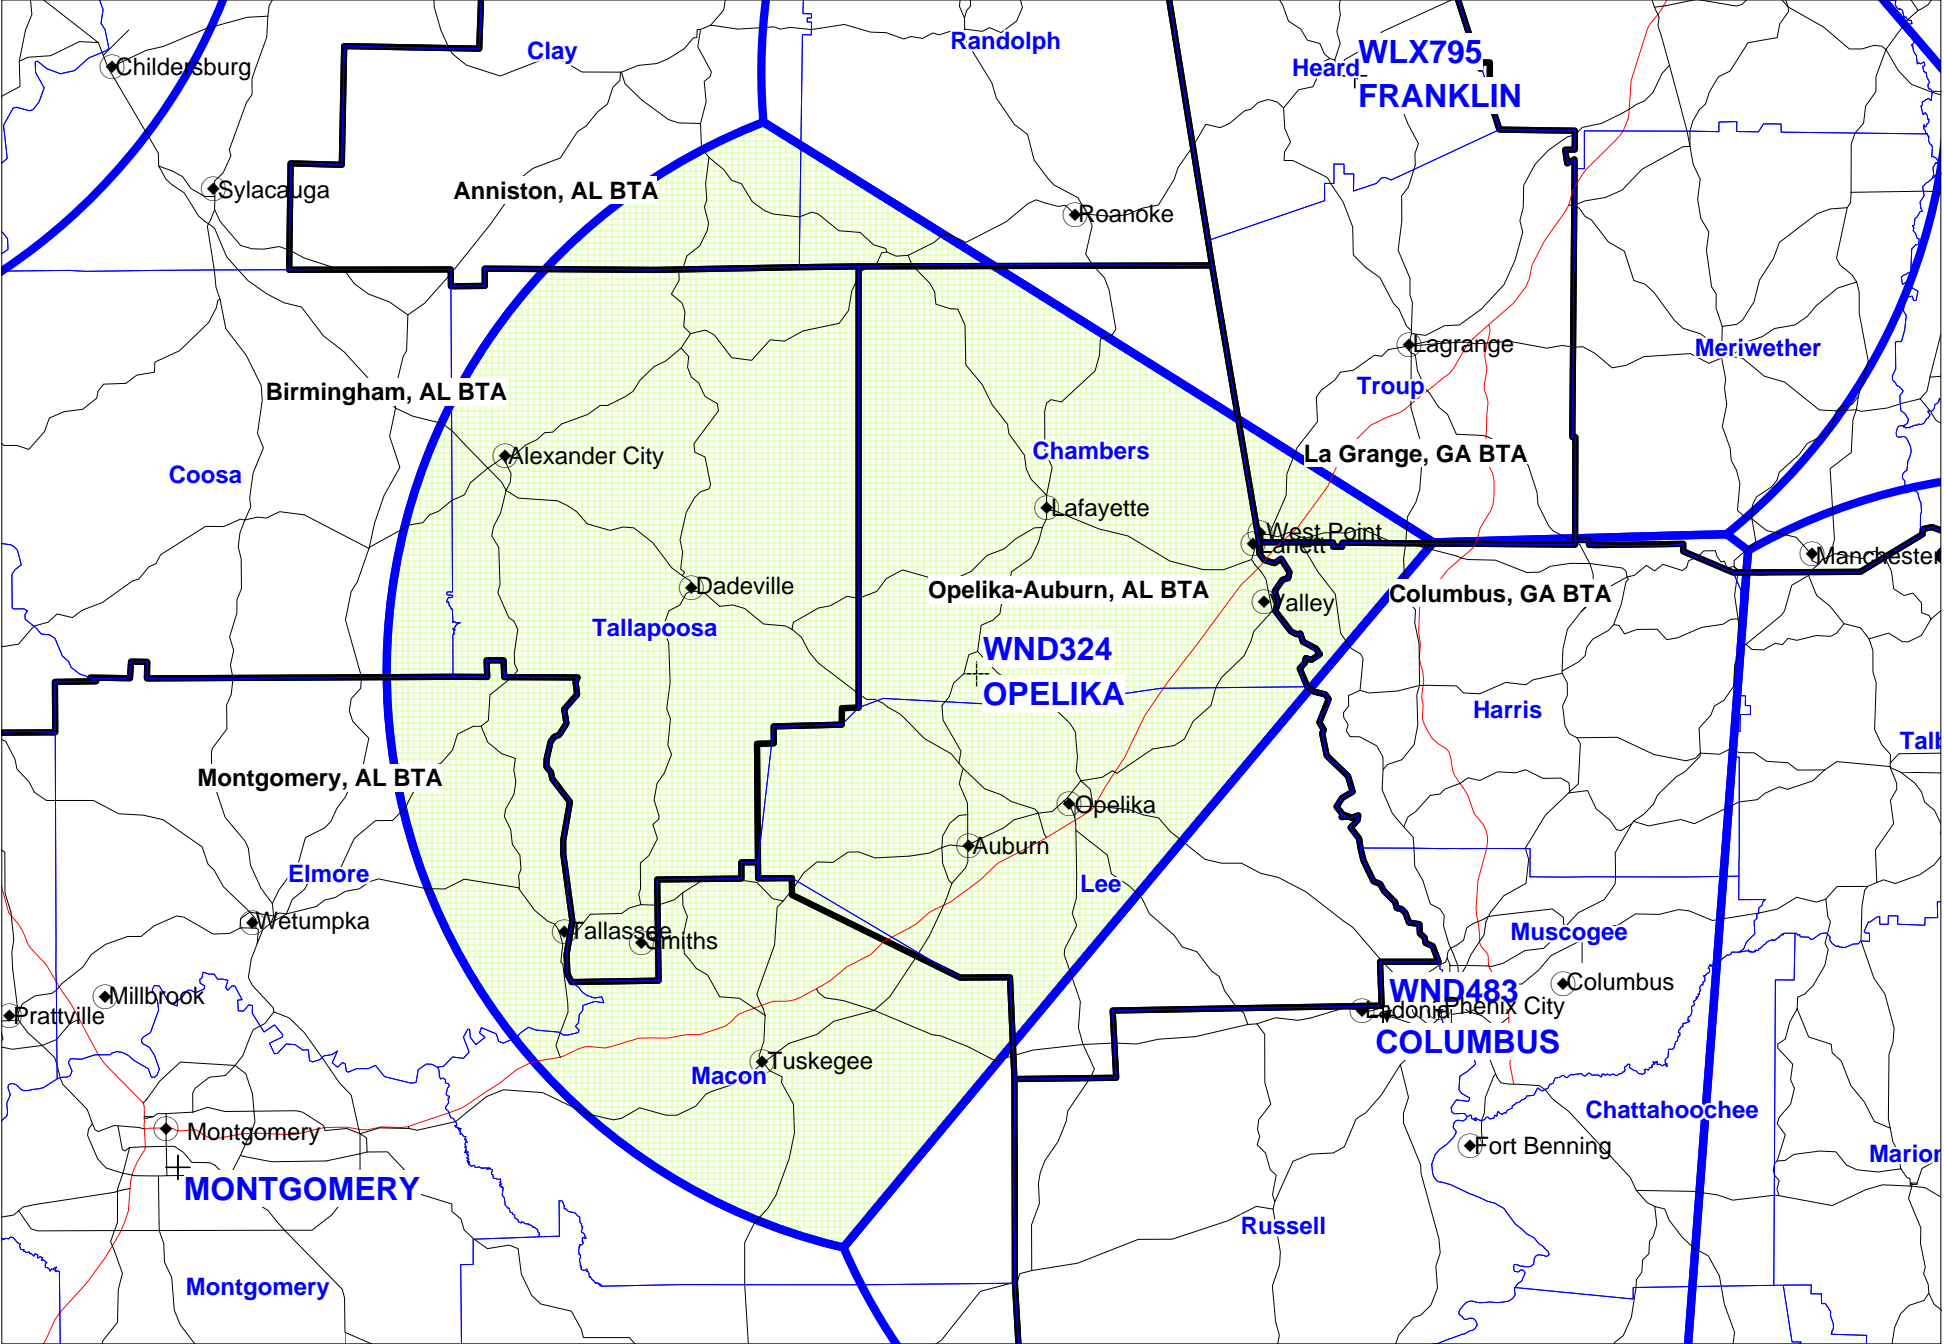 Clay
Randolph
WLX795
Heard
Childersburg
FRANKLIN
Sylacauga
Anniston, AL BTA
Roanoke
Lagrange
Meriwether
Troup
Birmingham, AL BTA
Chambers
La Grange, GA BTA
Alexander City
Coosa
Lafayette
West Point
Lanett
Manchester
Dadeville
Opelika-Auburn, AL BTA
Columbus, GA BTA
Valley
Tallapoosa
WND324
OPELIKA
Harris
Talb
Montgomery, AL BTA
Opelika
Auburn
Elmore
Lee
Wetumpka
Tallassee
Smiths
Muscogee
Columbus
Millbrook
WND483
Prattville
Ladonia
Phenix City
COLUMBUS
Tuskegee
Macon
Chattahoochee
Montgomery
Fort Benning
Marion
MONTGOMERY
Russell
Montgomery